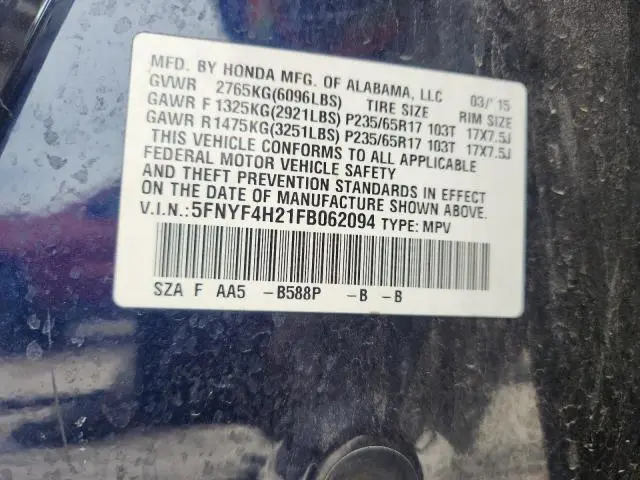 MFD. BY HONDA MFG. OF ALABAMA, LLC 03/'15
GVWR 2765KG(6096LBS) TIRE SIZE RIM SIZE
GAWR F 1325KG(2921LBS) P235/65R17 103T 17X7.5J
GAWR R 1475KG(3251LBS) P235/65R17 103T 17X7.5J
THIS VEHICLE CONFORMS TO ALL APPLICABLE
FEDERAL MOTOR VEHICLE SAFETY
AND THEFT PREVENTION STANDARDS IN EFFECT
ON THE DATE OF MANUFACTURE SHOWN ABOVE.
V.I.N.: 5FNYF4H21FB062094 TYPE: MPV
SZA F AA5 -B588P -B -B